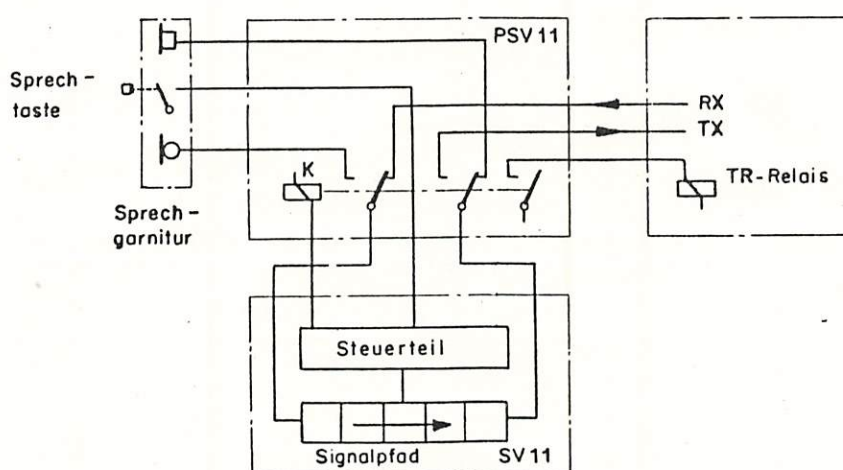 PSV 11
Sprech-
taste
RX
TX
K
TR-Relais
Sprech-
garnitur
Steuerteil
Signalpfad
SV 11